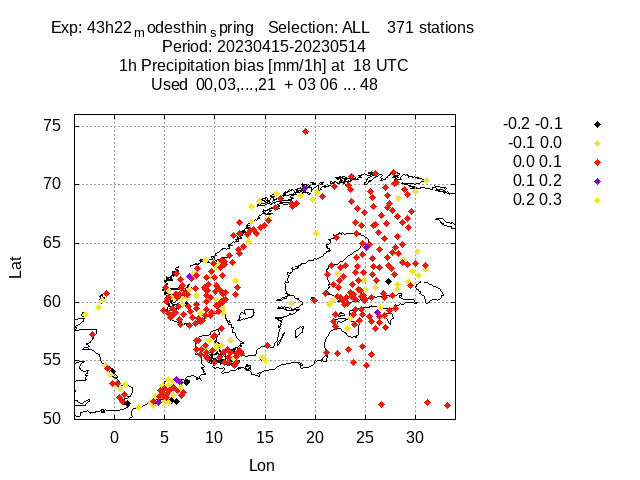 Exp: 43h22modesthinspring   Selection: ALL    371 stations
Period: 20230415-20230514
1h Precipitation bias [mm/1h] at  18 UTC
Used  00,03,...,21  + 03 06 ... 48
-0.2 -0.1
-0.1 0.0
0.0 0.1
0.1 0.2
0.2 0.3
75
70
65
60
55
50
Lat
0 5 10 15 20 25 30
Lon